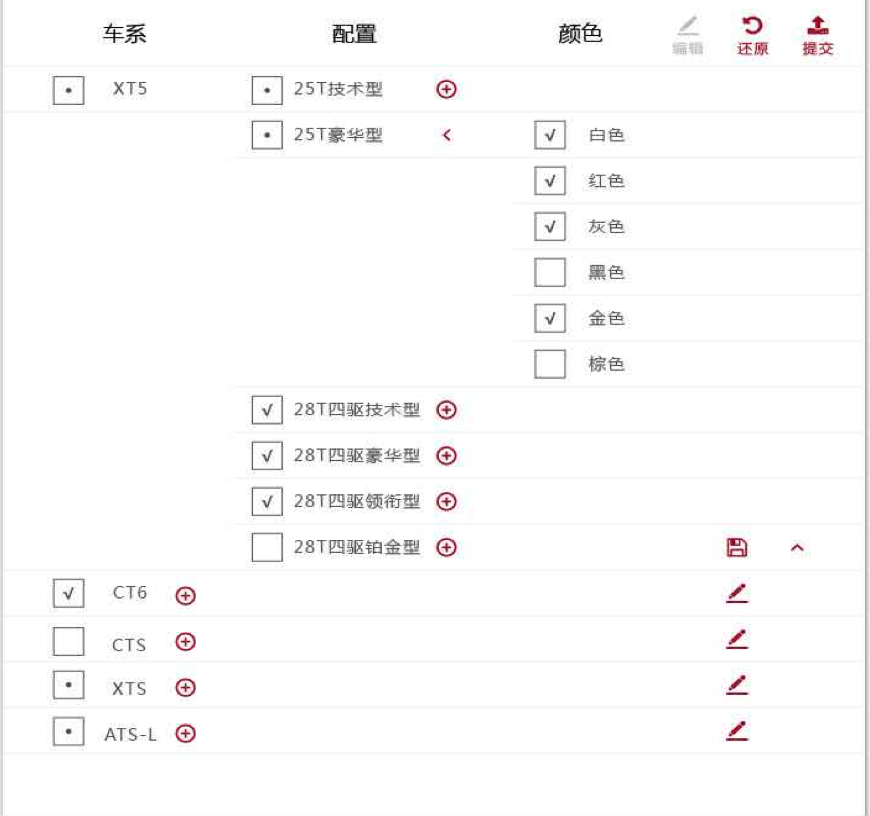 车系 配置 颜色 编辑 还原 提交
XT5 25T技术型
25T豪华型 白色
红色
灰色
黑色
金色
棕色
28T四驱技术型
28T四驱豪华型
28T四驱领衔型
28T四驱铂金型
CT6
CTS
XTS
ATS-L